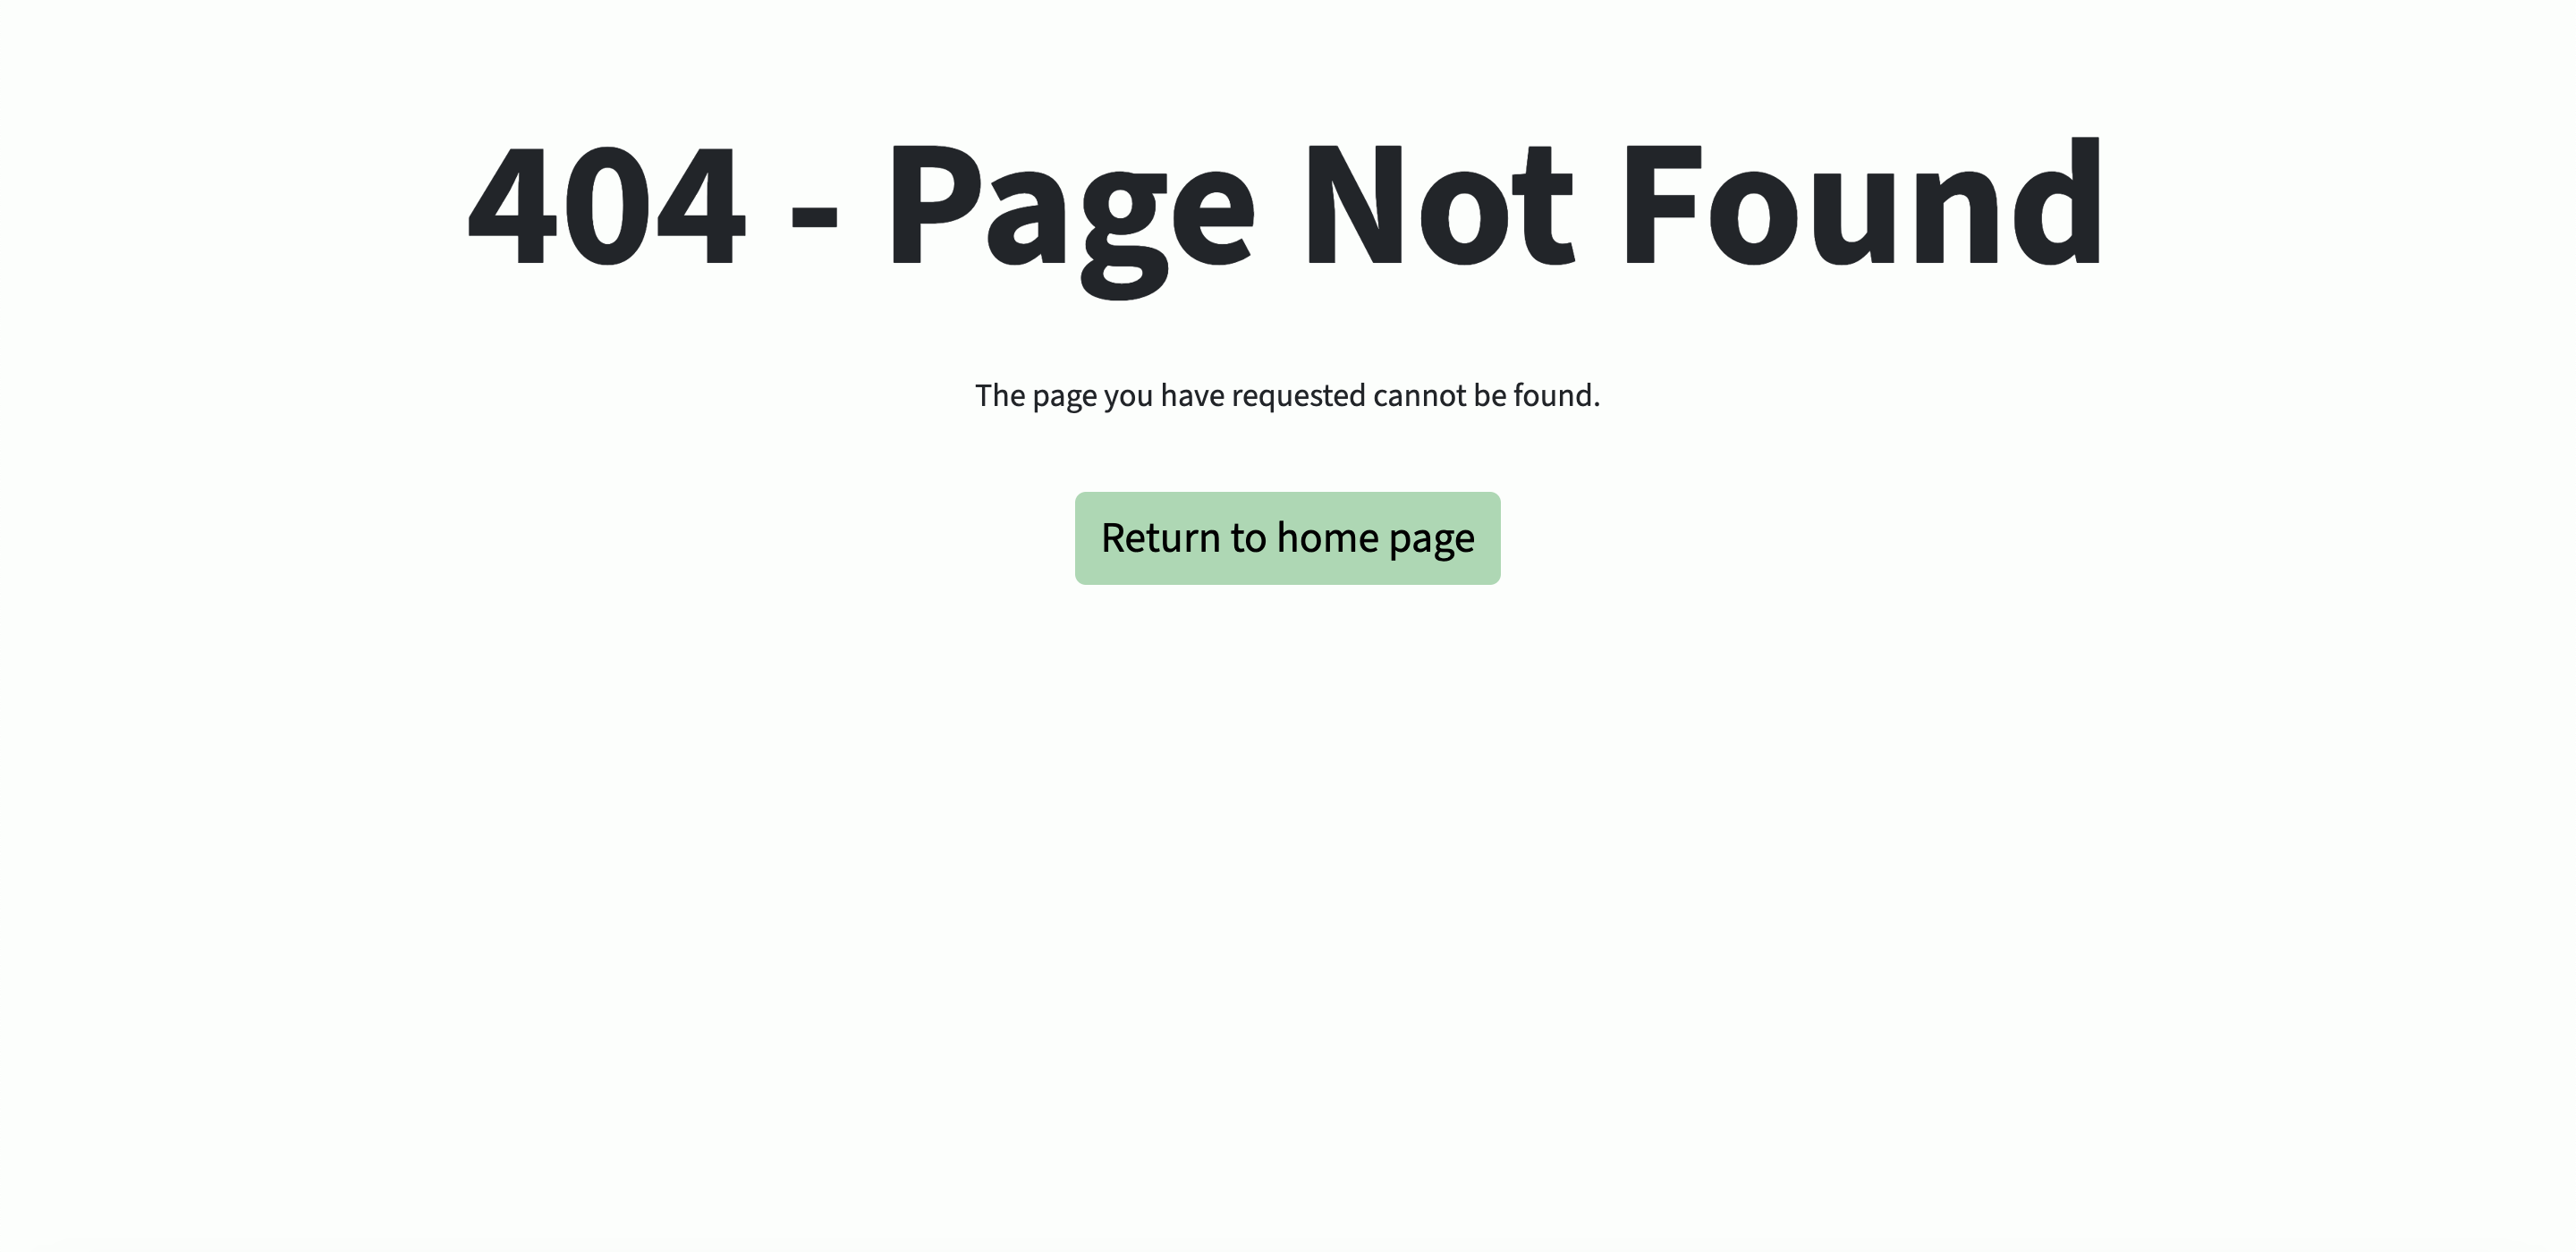 404 - Page Not Found
The page you have requested cannot be found.
Return to home page